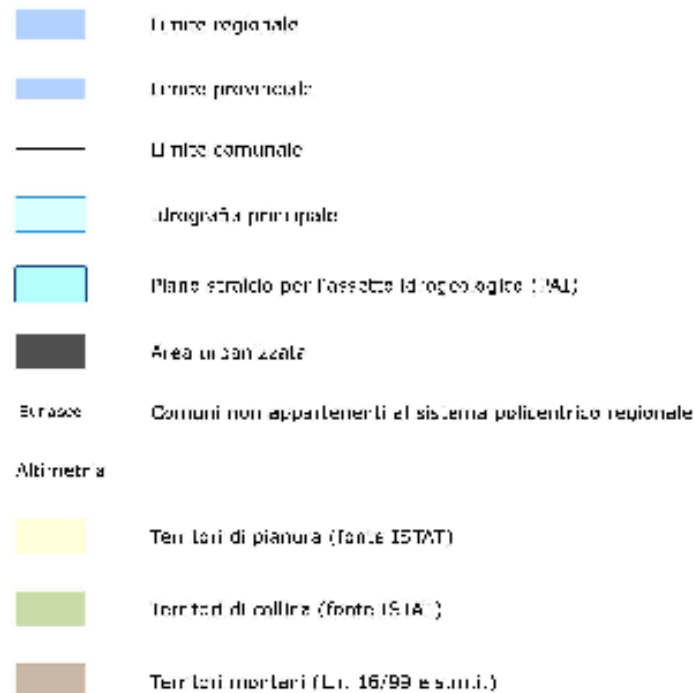 Limite regionale
Limite provinciale
Limite comunale
Idrografia principale
Piano stralcio per l'assetto idrogeologico (PAI)
Area urbanizzata
Comuni non appartenenti al sistema policentrico regionale
Altimetria
Territori di pianura (fonte ISTAT)
Territori di collina (fonte ISTAT)
Territori montani (L.r. 16/99 e s.m.i.)